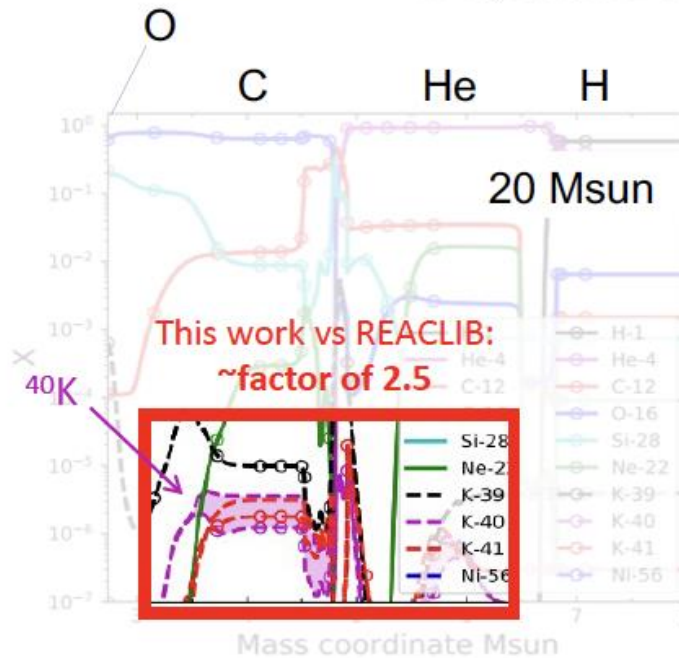 O
C He H
20 Msun
This work vs REACLIB:
~factor of 2.5
⁴⁰K
X
10⁰
10⁻¹
10⁻²
10⁻³
10⁻⁴
10⁻⁵
10⁻⁶
10⁻⁷
Si-28
Ne-22
K-39
K-40
K-41
Ni-56
He-4
C-12
H-1
He-4
C-12
O-16
Si-28
Ne-22
K-39
K-40
K-41
Ni-56
7
Mass coordinate Msun